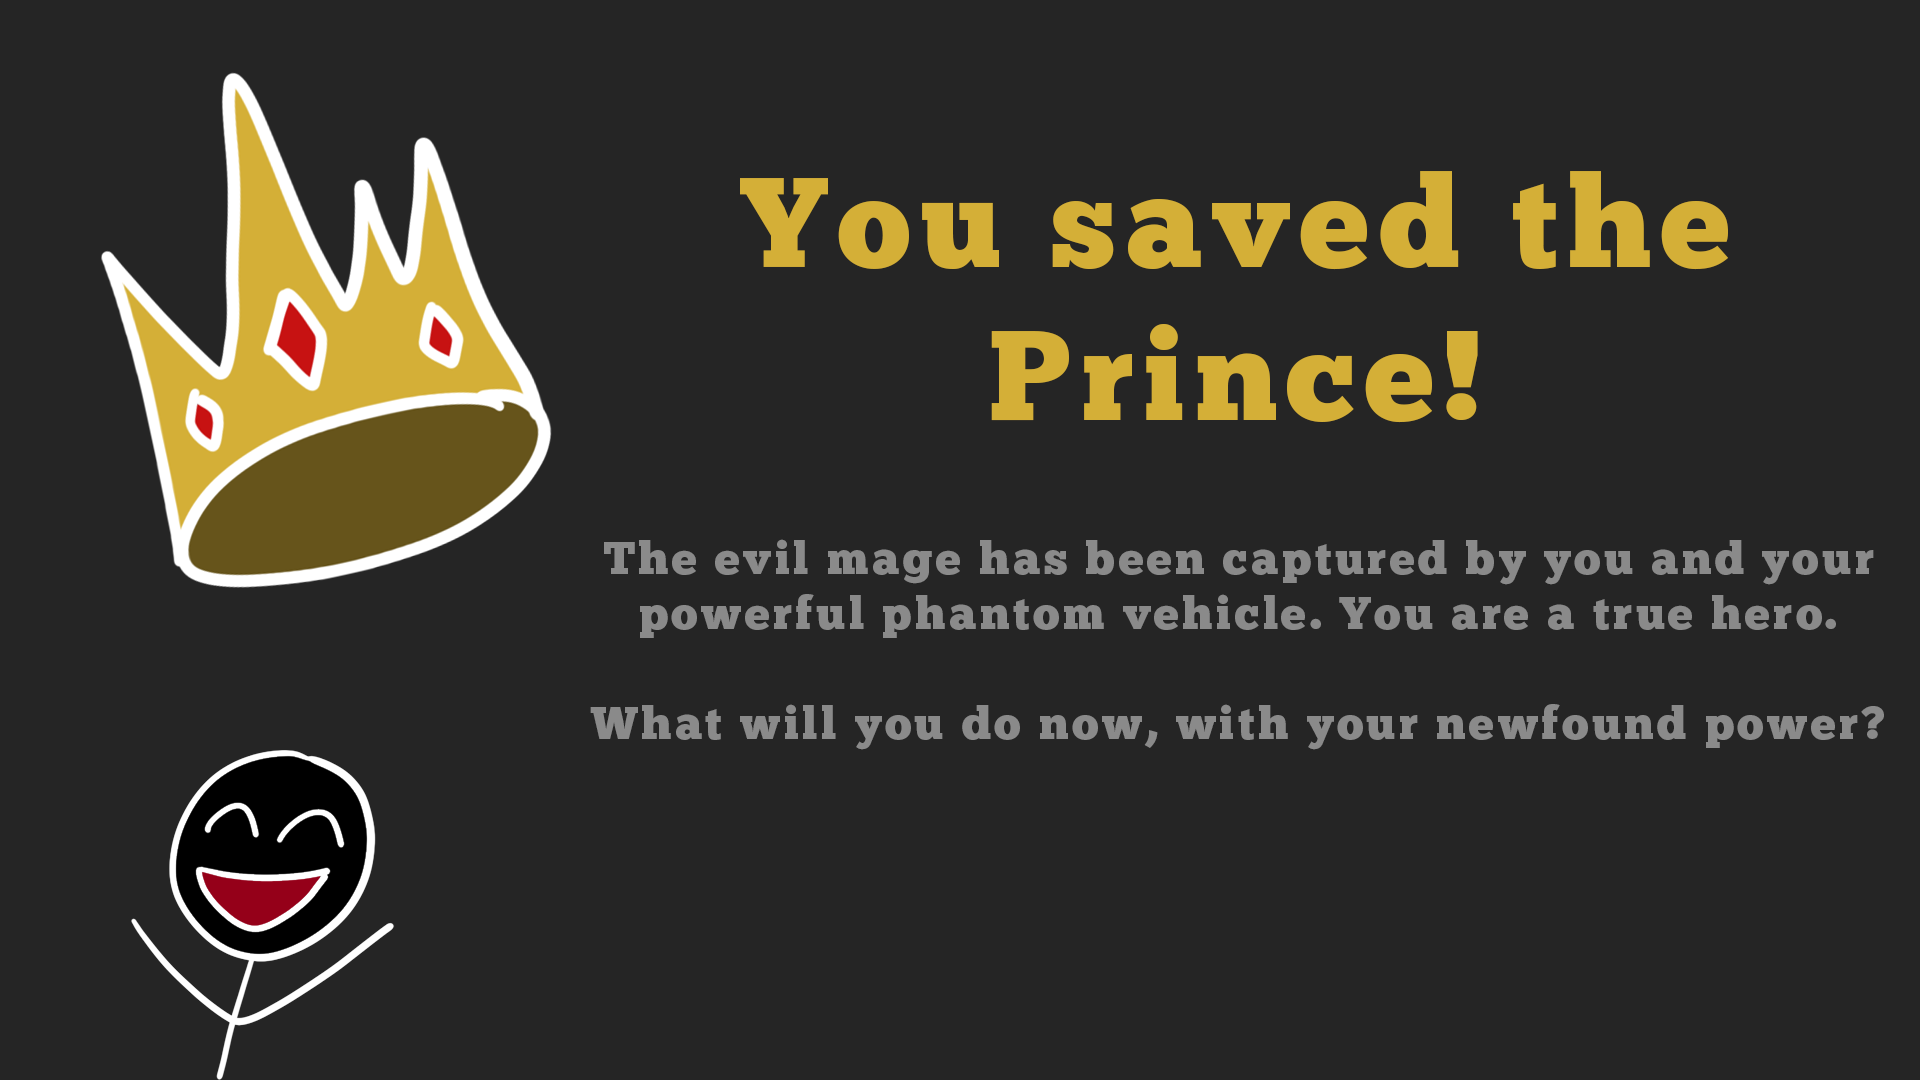 You saved the
Prince!
The evil mage has been captured by you and your
powerful phantom vehicle. You are a true hero.
What will you do now, with your newfound power?